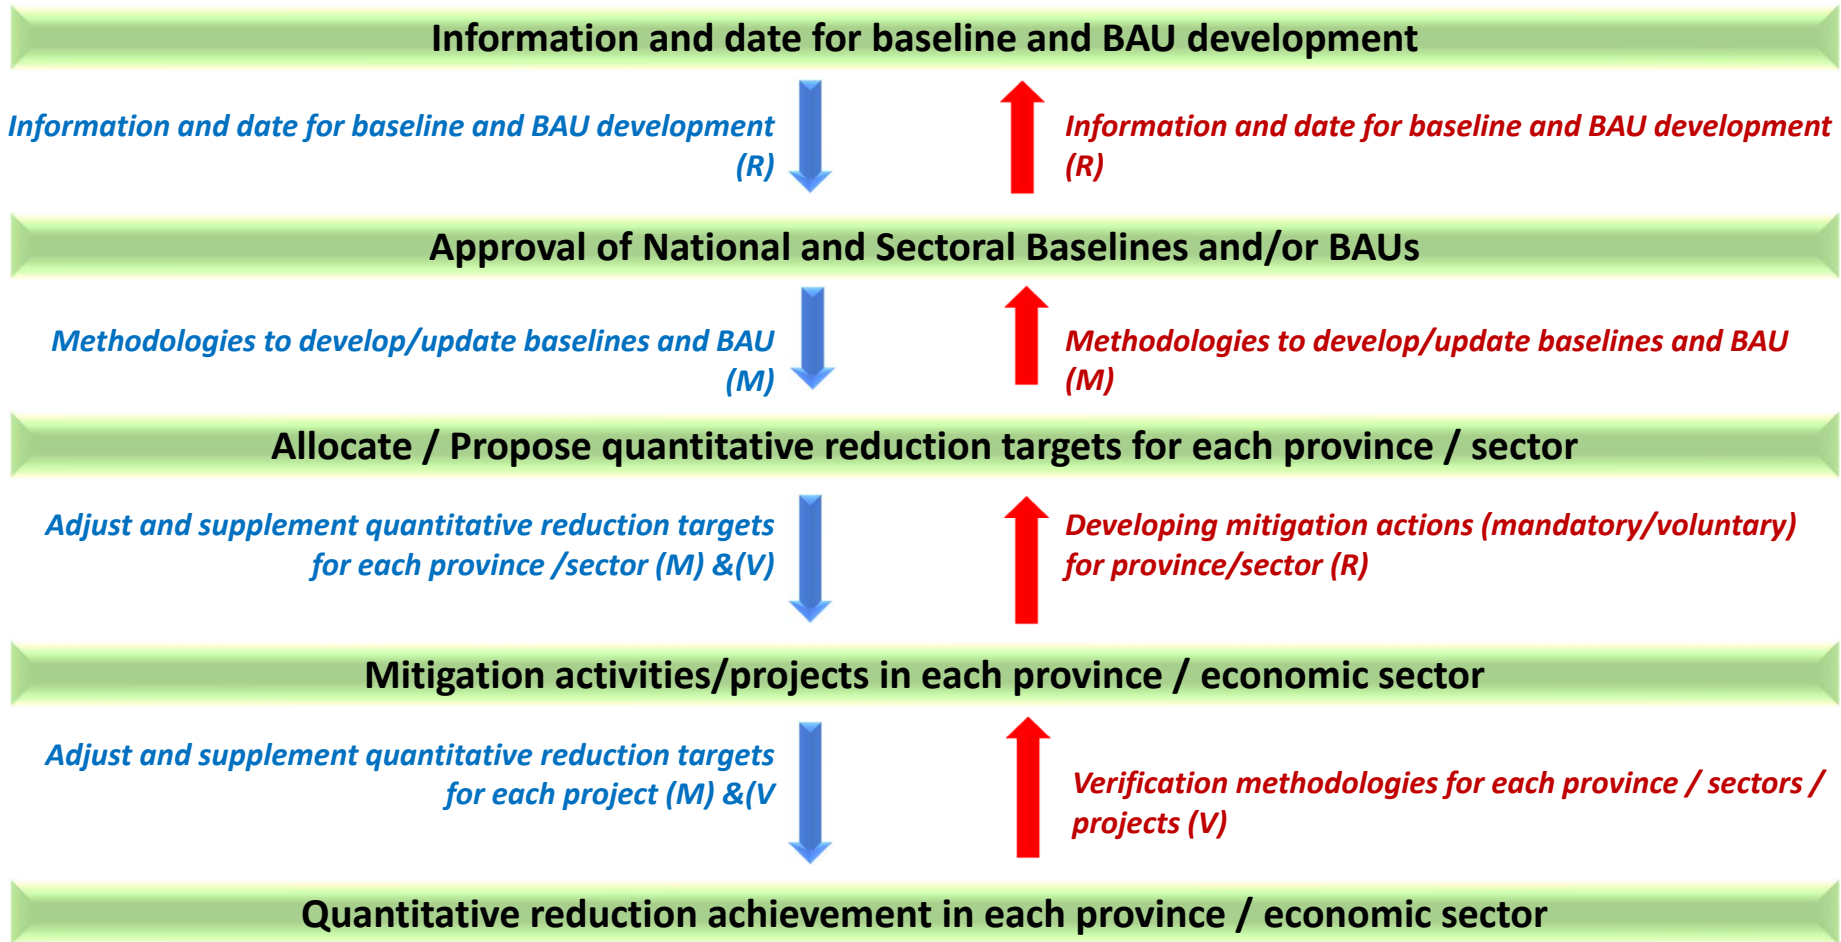 Information and date for baseline and BAU development
Information and date for baseline and BAU development
(R)
Information and date for baseline and BAU development
(R)
Approval of National and Sectoral Baselines and/or BAUs
Methodologies to develop/update baselines and BAU
(M)
Methodologies to develop/update baselines and BAU
(M)
Allocate / Propose quantitative reduction targets for each province / sector
Adjust and supplement quantitative reduction targets
for each province /sector (M) &(V)
Developing mitigation actions (mandatory/voluntary)
for province/sector (R)
Mitigation activities/projects in each province / economic sector
Adjust and supplement quantitative reduction targets
for each project (M) &(V
Verification methodologies for each province / sectors /
projects (V)
Quantitative reduction achievement in each province / economic sector